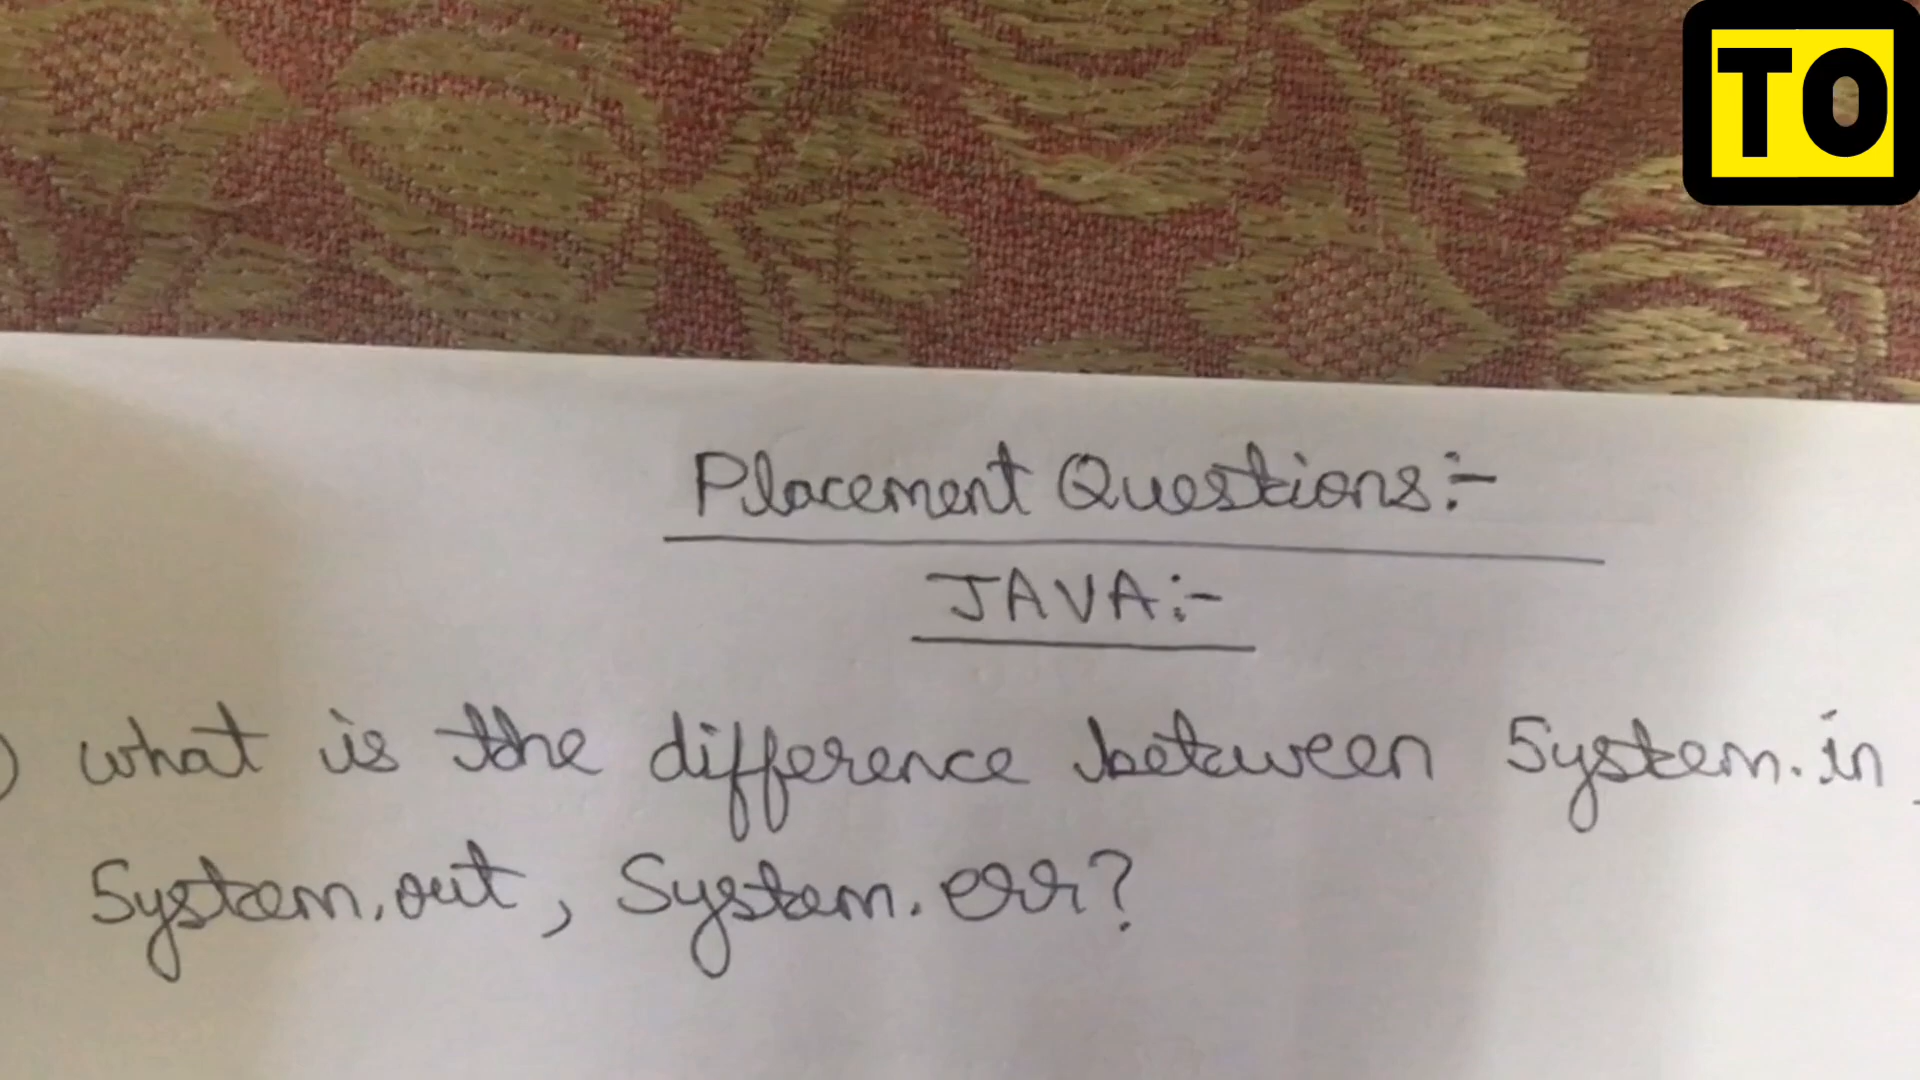 TO
Placement Questions:-
JAVA:-
) what is the difference between System.in,
System.out, System.err?